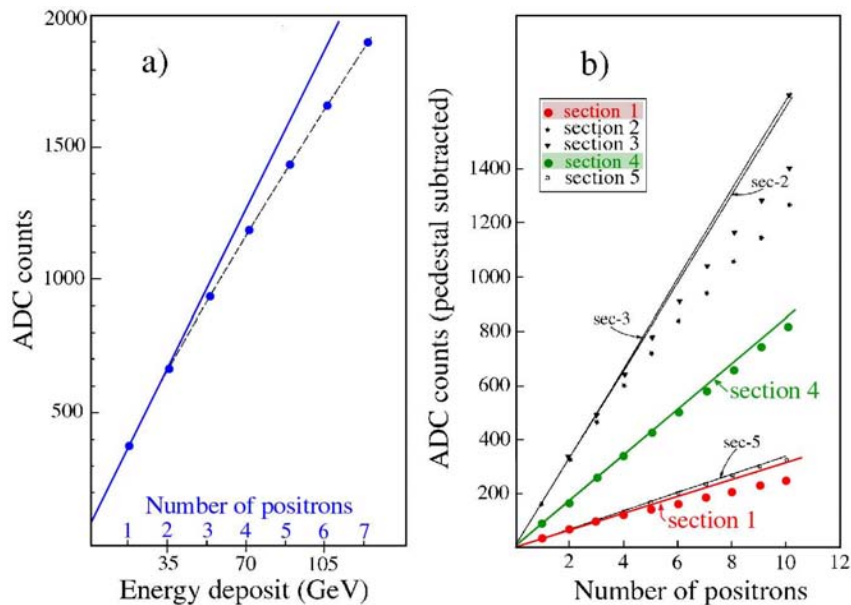 2000
1500
1000
500
a)
ADC counts
Number of positrons
1 2 3 4 5 6 7
35 70 105
Energy deposit (GeV)
b)
section 1
section 2
section 3
section 4
section 5
1400
1200
1000
800
600
400
200
ADC counts (pedestal subtracted)
sec-2
sec-3
section 4
sec-5
section 1
2 4 6 8 10 12
Number of positrons